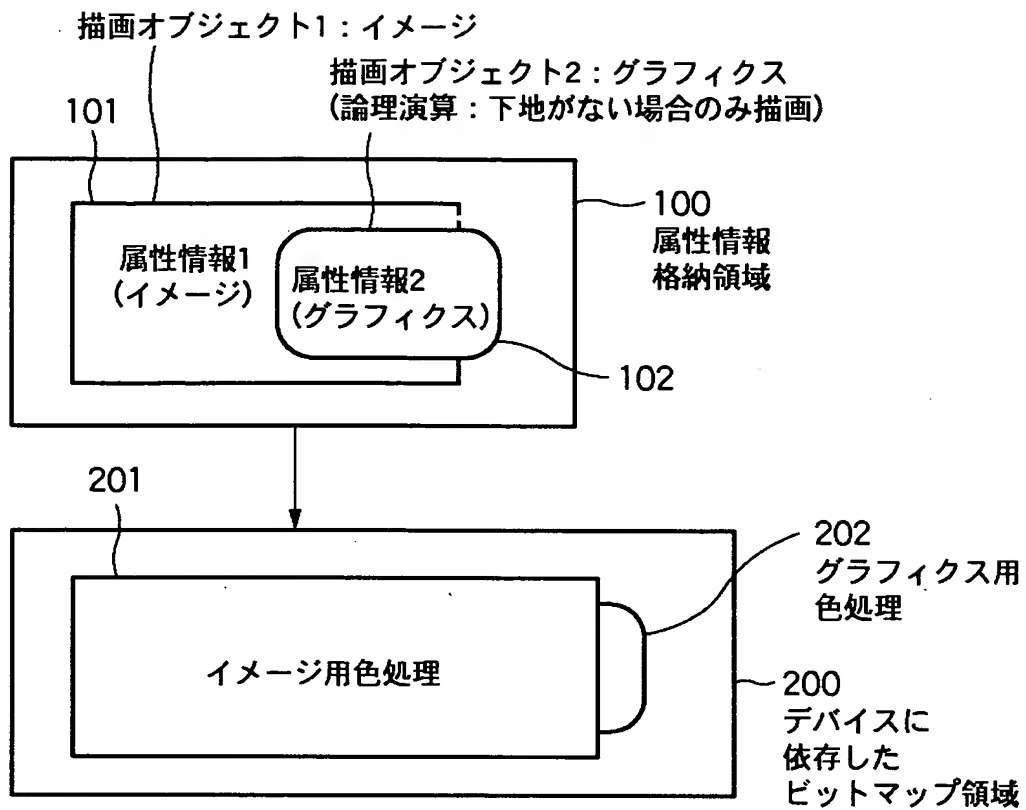 描画オブジェクト1：イメージ
描画オブジェクト2：グラフィクス
(論理演算：下地がない場合のみ描画)
101
属性情報1
(イメージ)
属性情報2
(グラフィクス)
100
属性情報
格納領域
102
201
202
グラフィクス用
色処理
イメージ用色処理
200
デバイスに
依存した
ビットマップ領域